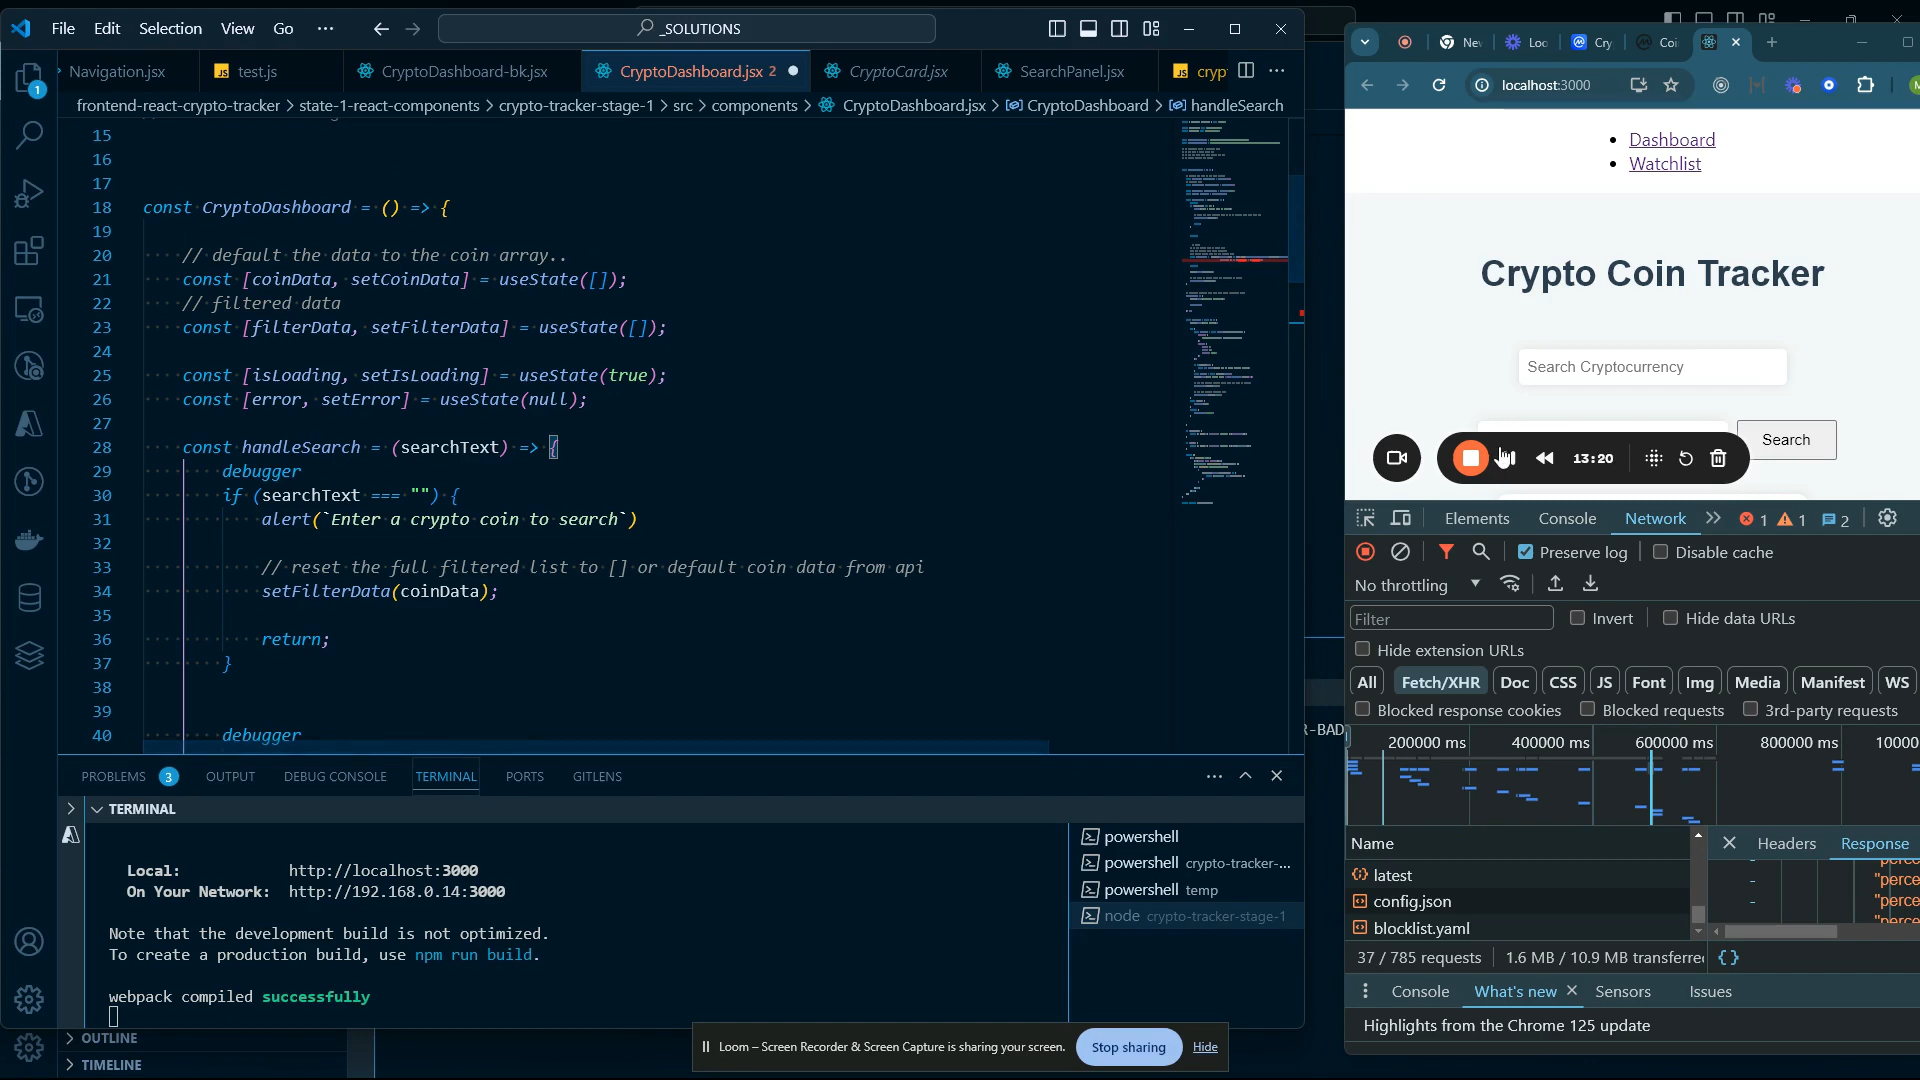 File Edit Selection View Go ··· _SOLUTIONS
Navigation.jsx test.js CryptoDashboard-bk.jsx CryptoDashboard.jsx 2 CryptoCard.jsx SearchPanel.jsx
frontend-react-crypto-tracker > state-1-react-components > crypto-tracker-stage-1 > src > components > CryptoDashboard.jsx > CryptoDashboard > handleSearch
15
16
17
18 const CryptoDashboard = () => {
19
20 // default the data to the coin array..
21 const [coinData, setCoinData] = useState([]);
22 // filtered data
23 const [filterData, setFilterData] = useState([]);
24
25 const [isLoading, setIsLoading] = useState(true);
26 const [error, setError] = useState(null);
27
28 const handleSearch = (searchText) => {
29 debugger
30 if (searchText === "") {
31 alert(`Enter a crypto coin to search`)
32
33 // reset the full filtered list to [] or default coin data from api
34 setFilterData(coinData);
35
36 return;
37 }
38
39
40 debugger
PROBLEMS 3 OUTPUT DEBUG CONSOLE TERMINAL PORTS GITLENS
TERMINAL
Local: http://localhost:3000
On Your Network: http://192.168.0.14:3000
Note that the development build is not optimized.
To create a production build, use npm run build.
webpack compiled successfully
powershell
powershell crypto-tracker-...
powershell temp
node crypto-tracker-stage-1
OUTLINE
TIMELINE
1
Loom – Screen Recorder & Screen Capture is sharing your screen. Stop sharing Hide
R-BAD
localhost:3000
Dashboard
Watchlist
Crypto Coin Tracker
Search Cryptocurrency
Search
13:20
Elements Console Network 1 1 2
Preserve log Disable cache
No throttling
Filter Invert Hide data URLs
Hide extension URLs
All Fetch/XHR Doc CSS JS Font Img Media Manifest WS
Blocked response cookies Blocked requests 3rd-party requests
200000 ms 400000 ms 600000 ms 800000 ms
Name Headers Response
latest
config.json
blocklist.yaml
"perce
"perce
37 / 785 requests 1.6 MB / 10.9 MB transferre {}
Console What's new Sensors Issues
Highlights from the Chrome 125 update